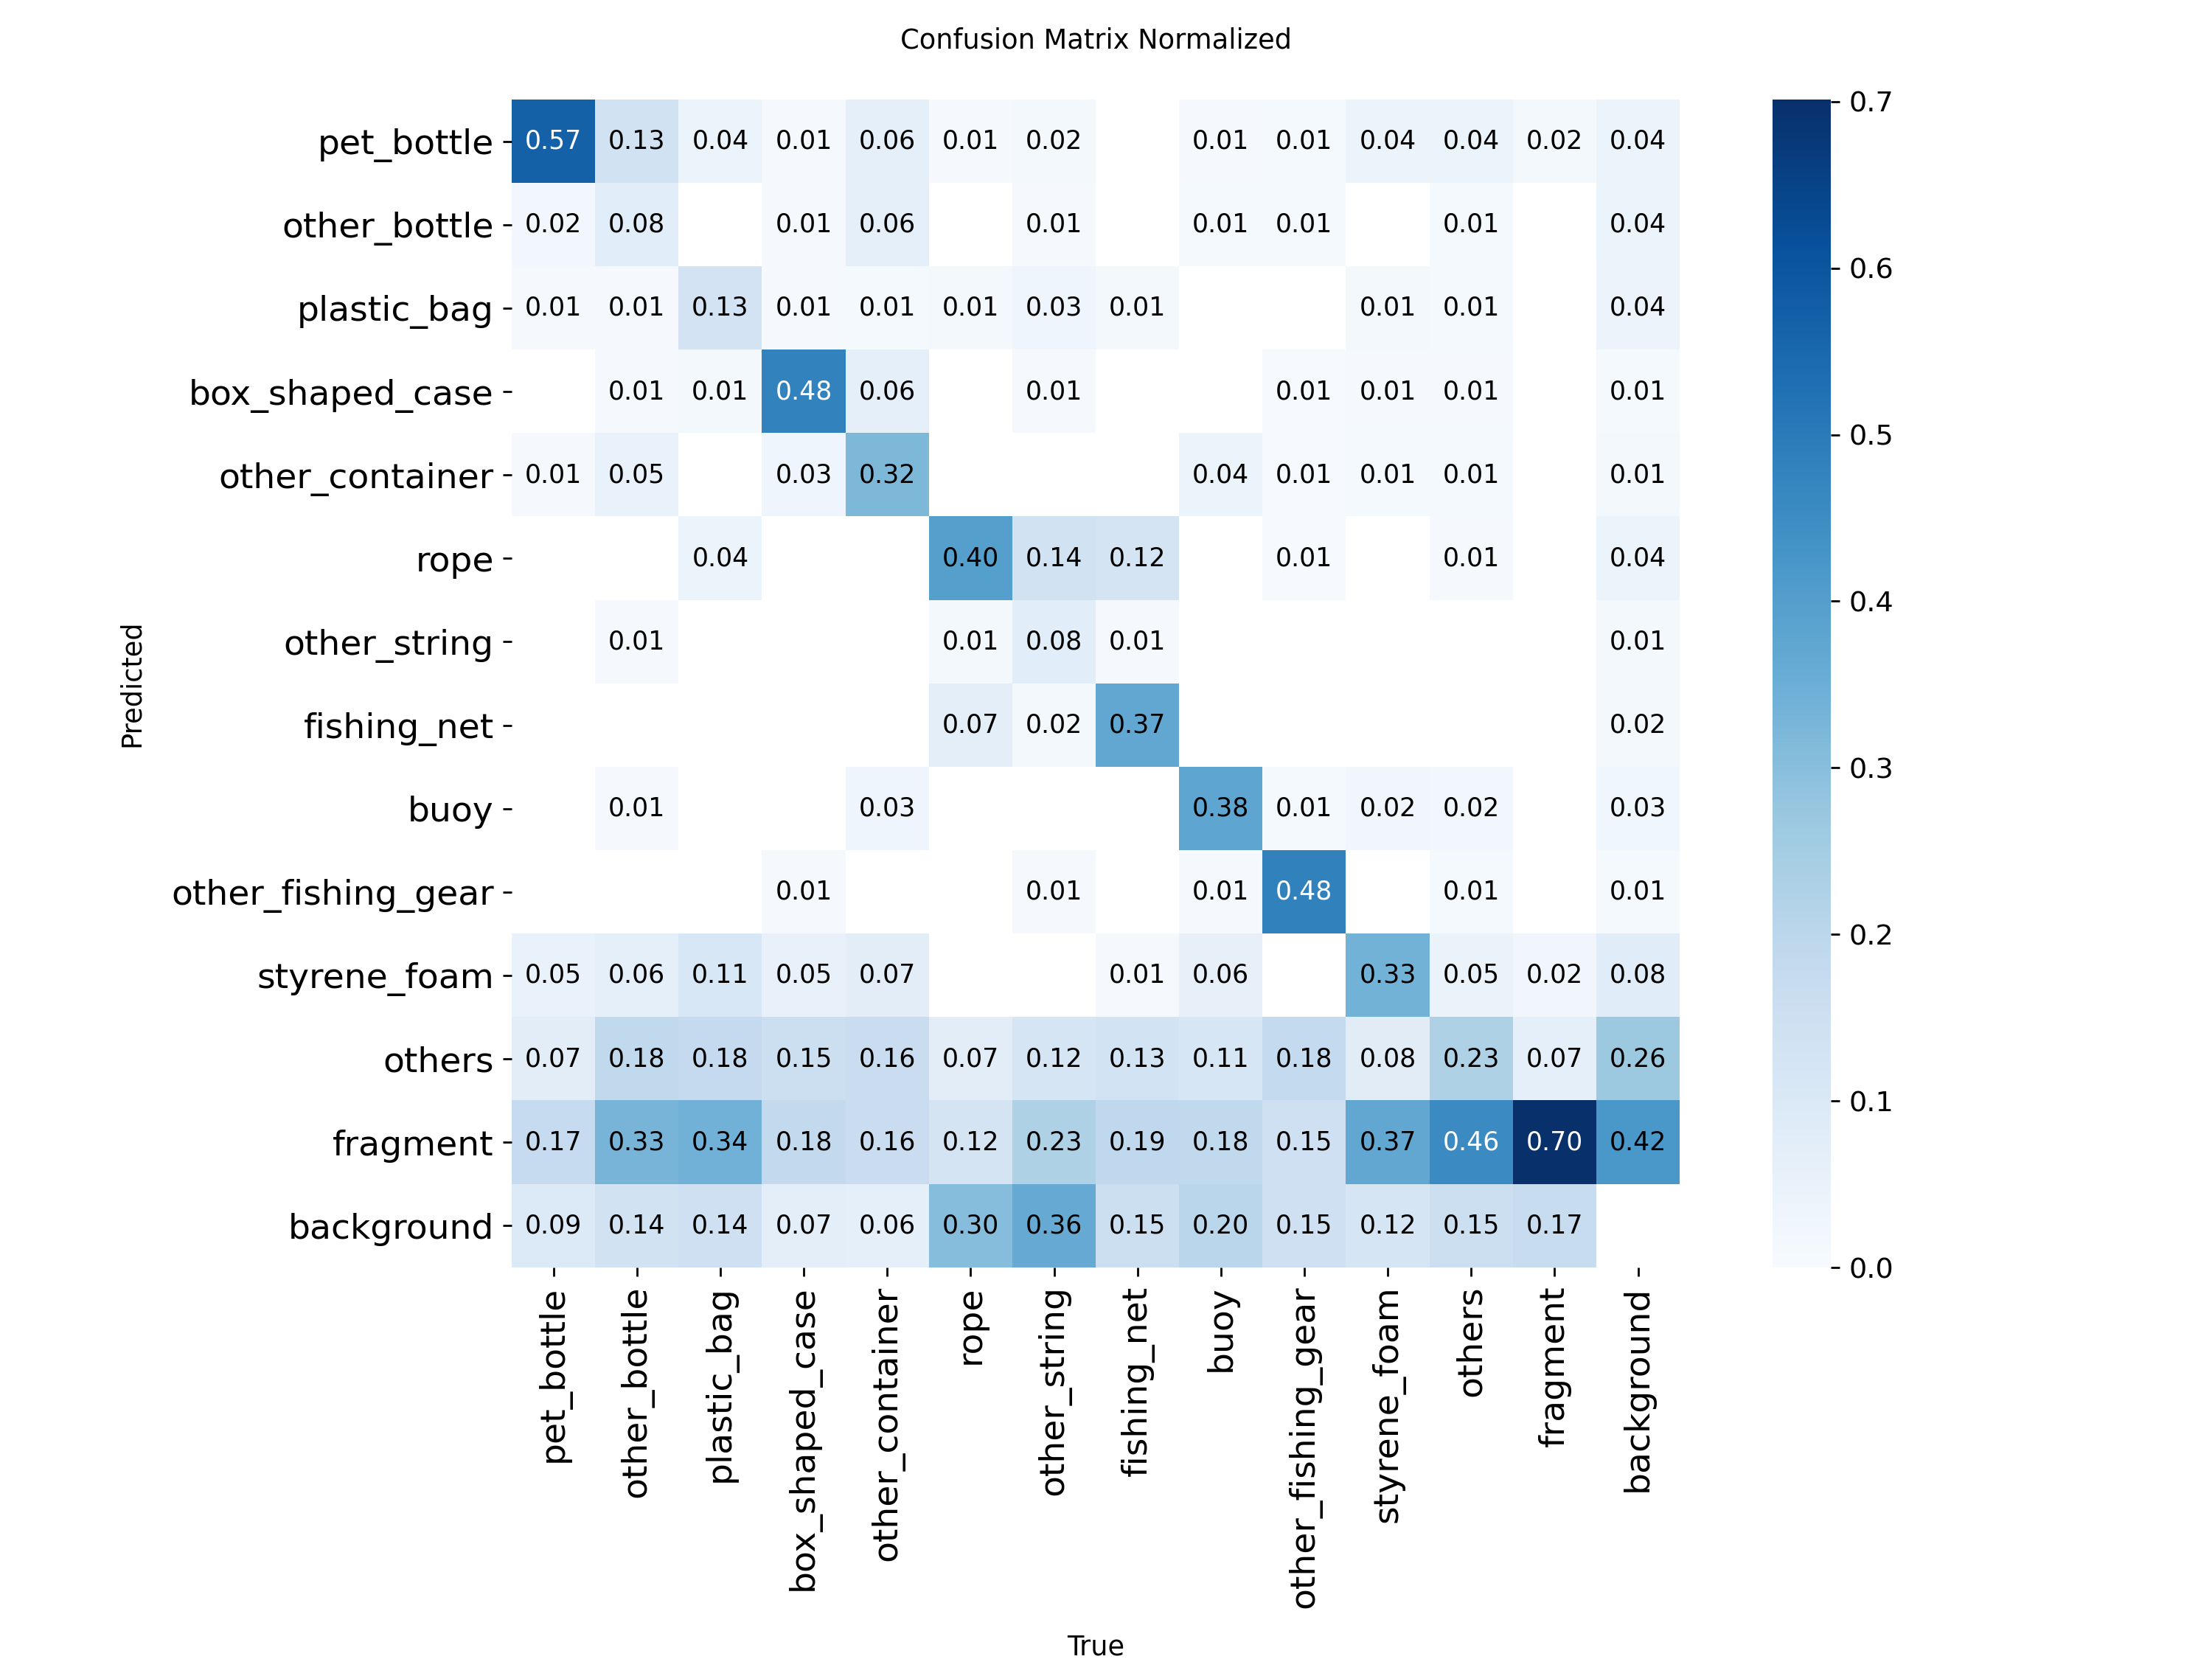 Confusion Matrix Normalized
pet_bottle 0.57 0.13 0.04 0.01 0.06 0.01 0.02 0.01 0.01 0.04 0.04 0.02 0.04
other_bottle 0.02 0.08 0.01 0.06 0.01 0.01 0.01 0.01 0.04
plastic_bag 0.01 0.01 0.13 0.01 0.01 0.01 0.03 0.01 0.01 0.01 0.04
box_shaped_case 0.01 0.01 0.48 0.06 0.01 0.01 0.01 0.01 0.01
other_container 0.01 0.05 0.03 0.32 0.04 0.01 0.01 0.01 0.01
rope 0.04 0.40 0.14 0.12 0.01 0.01 0.04
other_string 0.01 0.01 0.08 0.01 0.01
fishing_net 0.07 0.02 0.37 0.02
buoy 0.01 0.03 0.38 0.01 0.02 0.02 0.03
other_fishing_gear 0.01 0.01 0.01 0.48 0.01 0.01
styrene_foam 0.05 0.06 0.11 0.05 0.07 0.01 0.06 0.33 0.05 0.02 0.08
others 0.07 0.18 0.18 0.15 0.16 0.07 0.12 0.13 0.11 0.18 0.08 0.23 0.07 0.26
fragment 0.17 0.33 0.34 0.18 0.16 0.12 0.23 0.19 0.18 0.15 0.37 0.46 0.70 0.42
background 0.09 0.14 0.14 0.07 0.06 0.30 0.36 0.15 0.20 0.15 0.12 0.15 0.17
Predicted
pet_bottle
other_bottle
plastic_bag
box_shaped_case
other_container
rope
other_string
fishing_net
buoy
other_fishing_gear
styrene_foam
others
fragment
background
True
0.7
0.6
0.5
0.4
0.3
0.2
0.1
0.0